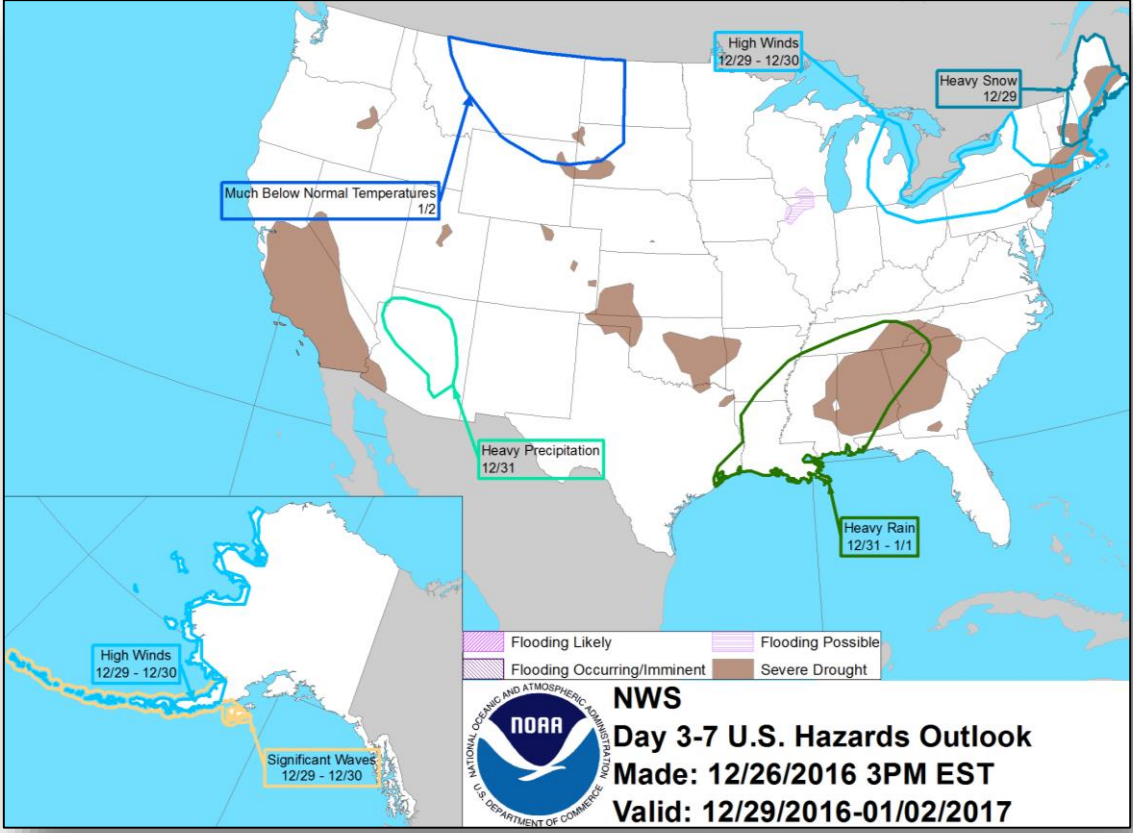 High Winds
12/29 - 12/30
Heavy Snow
12/29
Much Below Normal Temperatures
1/2
Heavy Precipitation
12/31
Heavy Rain
12/31 - 1/1
High Winds
12/29 - 12/30
Significant Waves
12/29 - 12/30
Flooding Likely
Flooding Possible
Flooding Occurring/Imminent
Severe Drought
NATIONAL OCEANIC AND ATMOSPHERIC ADMINISTRATION
NOAA
U.S. DEPARTMENT OF COMMERCE
NWS
Day 3-7 U.S. Hazards Outlook
Made: 12/26/2016 3PM EST
Valid: 12/29/2016-01/02/2017